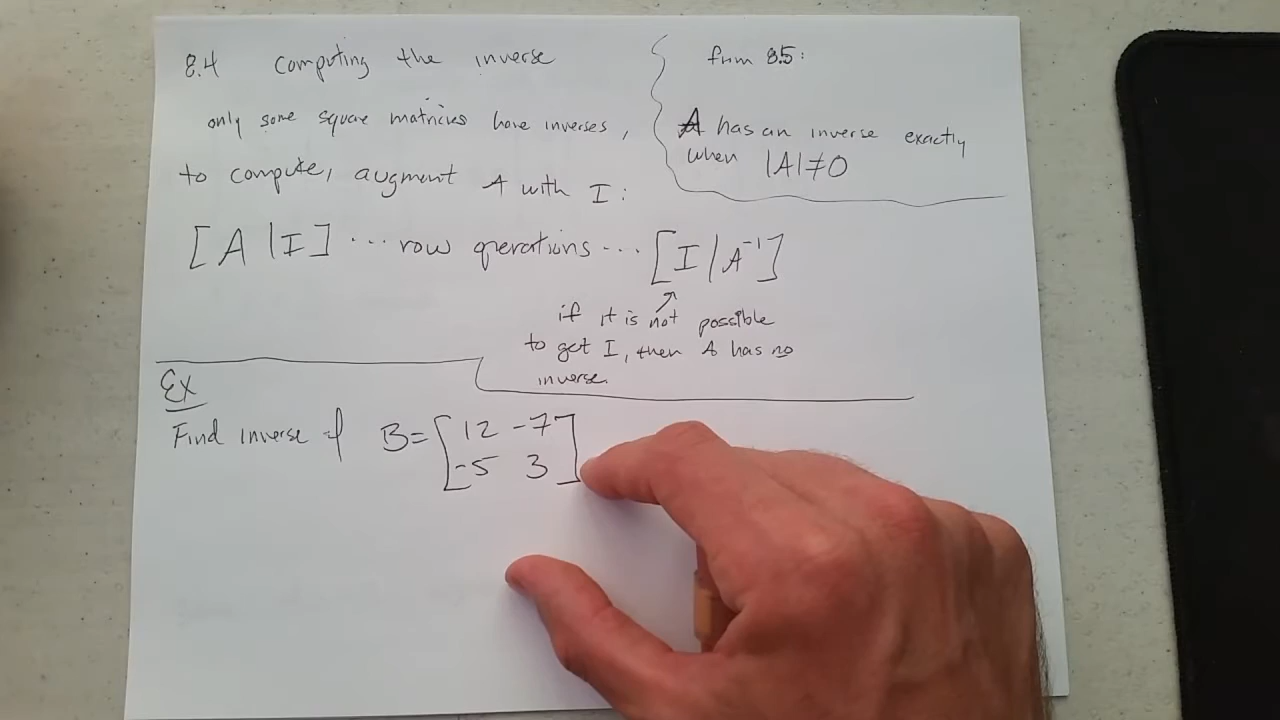 8.4 computing the inverse
only some square matricies have inverses,
to compute, augment A with I:
[A | I] ... row operations ... [I | A⁻¹]
if it is not possible
to get I, then A has no
inverse.
from 8.5:
A has an inverse exactly
when |A| ≠ 0
Ex
Find inverse of B = [12 -7
-5 3]